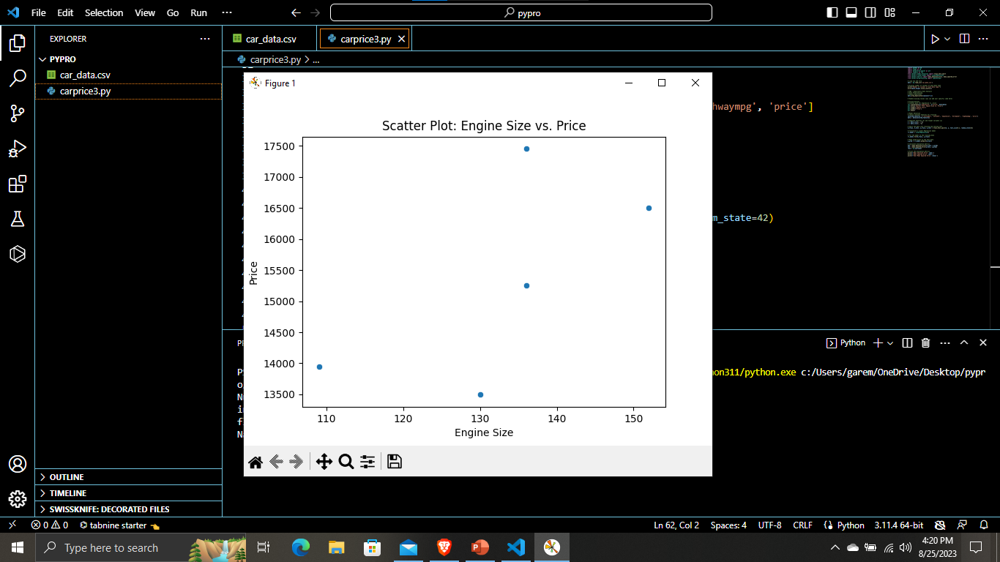 File Edit Selection View Go Run ···
pypro
EXPLORER
PYPRO
car_data.csv
carprice3.py
OUTLINE
TIMELINE
SWISSKNIFE: DECORATED FILES
car_data.csv carprice3.py
carprice3.py > ...
Figure 1
hwaympg', 'price']
m_state=42)
Scatter Plot: Engine Size vs. Price
17500
17000
16500
16000
15500
15000
14500
14000
13500
Price
110 120 130 140 150
Engine Size
Python
on311/python.exe c:/Users/garem/OneDrive/Desktop/pypr
0 0 tabnine starter
Ln 62, Col 2 Spaces: 4 UTF-8 CRLF Python 3.11.4 64-bit
Type here to search
4:20 PM
8/25/2023